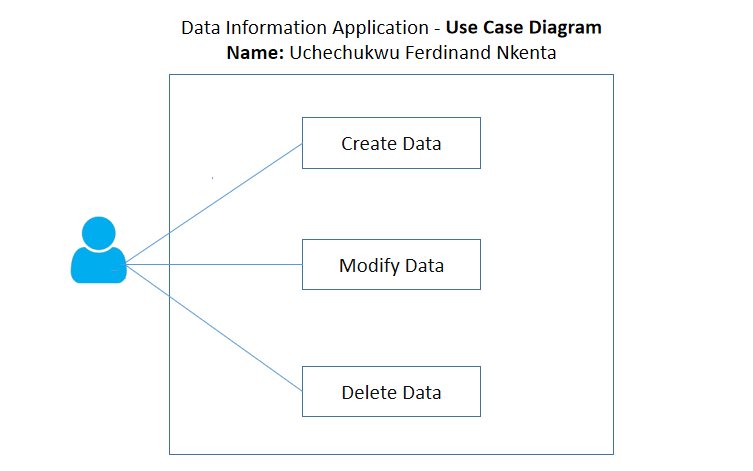 Data Information Application - Use Case Diagram
Name: Uchechukwu Ferdinand Nkenta
Create Data
Modify Data
Delete Data